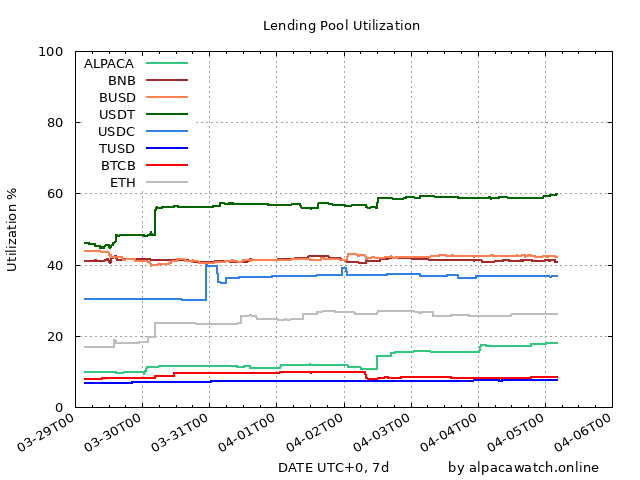 Lending Pool Utilization
100
80
60
40
20
0
Utilization %
ALPACA
BNB
BUSD
USDT
USDC
TUSD
BTCB
ETH
03-29T00
03-30T00
03-31T00
04-01T00
04-02T00
04-03T00
04-04T00
04-05T00
04-06T00
DATE UTC+0, 7d
by alpacawatch.online